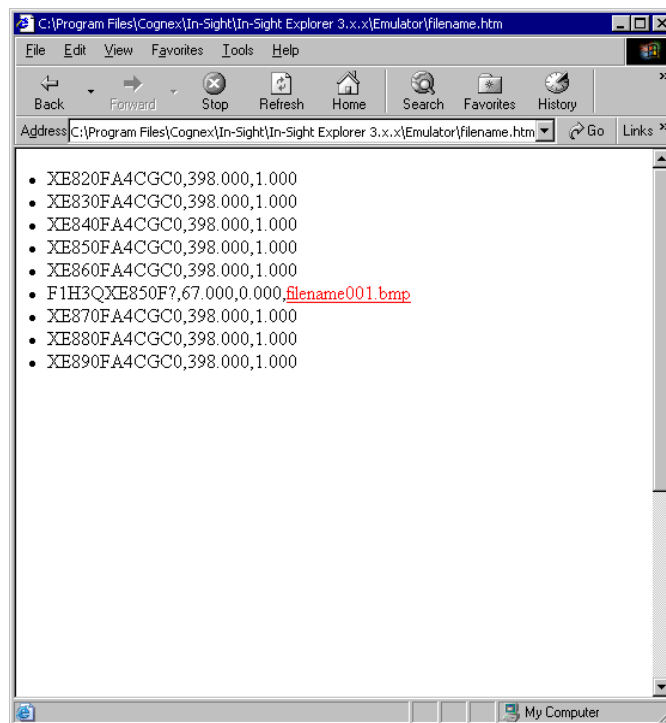 C:\Program Files\Cognex\In-Sight\In-Sight Explorer 3.x.x\Emulator\filename.htm
File Edit View Favorites Tools Help
Back Forward Stop Refresh Home Search Favorites History »
Address C:\Program Files\Cognex\In-Sight\In-Sight Explorer 3.x.x\Emulator\filename.htm Go Links »
• XE820FA4CGC0,398.000,1.000
• XE830FA4CGC0,398.000,1.000
• XE840FA4CGC0,398.000,1.000
• XE850FA4CGC0,398.000,1.000
• XE860FA4CGC0,398.000,1.000
• F1H3QXE850F?,67.000,0.000,filename001.bmp
• XE870FA4CGC0,398.000,1.000
• XE880FA4CGC0,398.000,1.000
• XE890FA4CGC0,398.000,1.000
My Computer